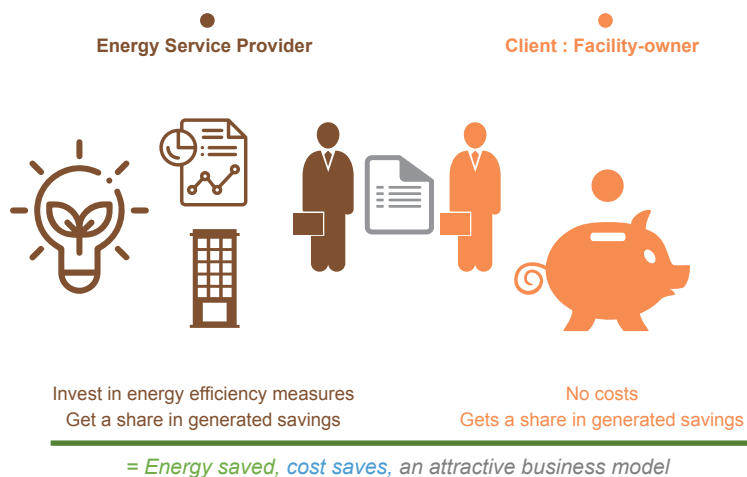 Energy Service Provider
Client : Facility-owner
Invest in energy efficiency measures
Get a share in generated savings
No costs
Gets a share in generated savings
= Energy saved, cost saves, an attractive business model